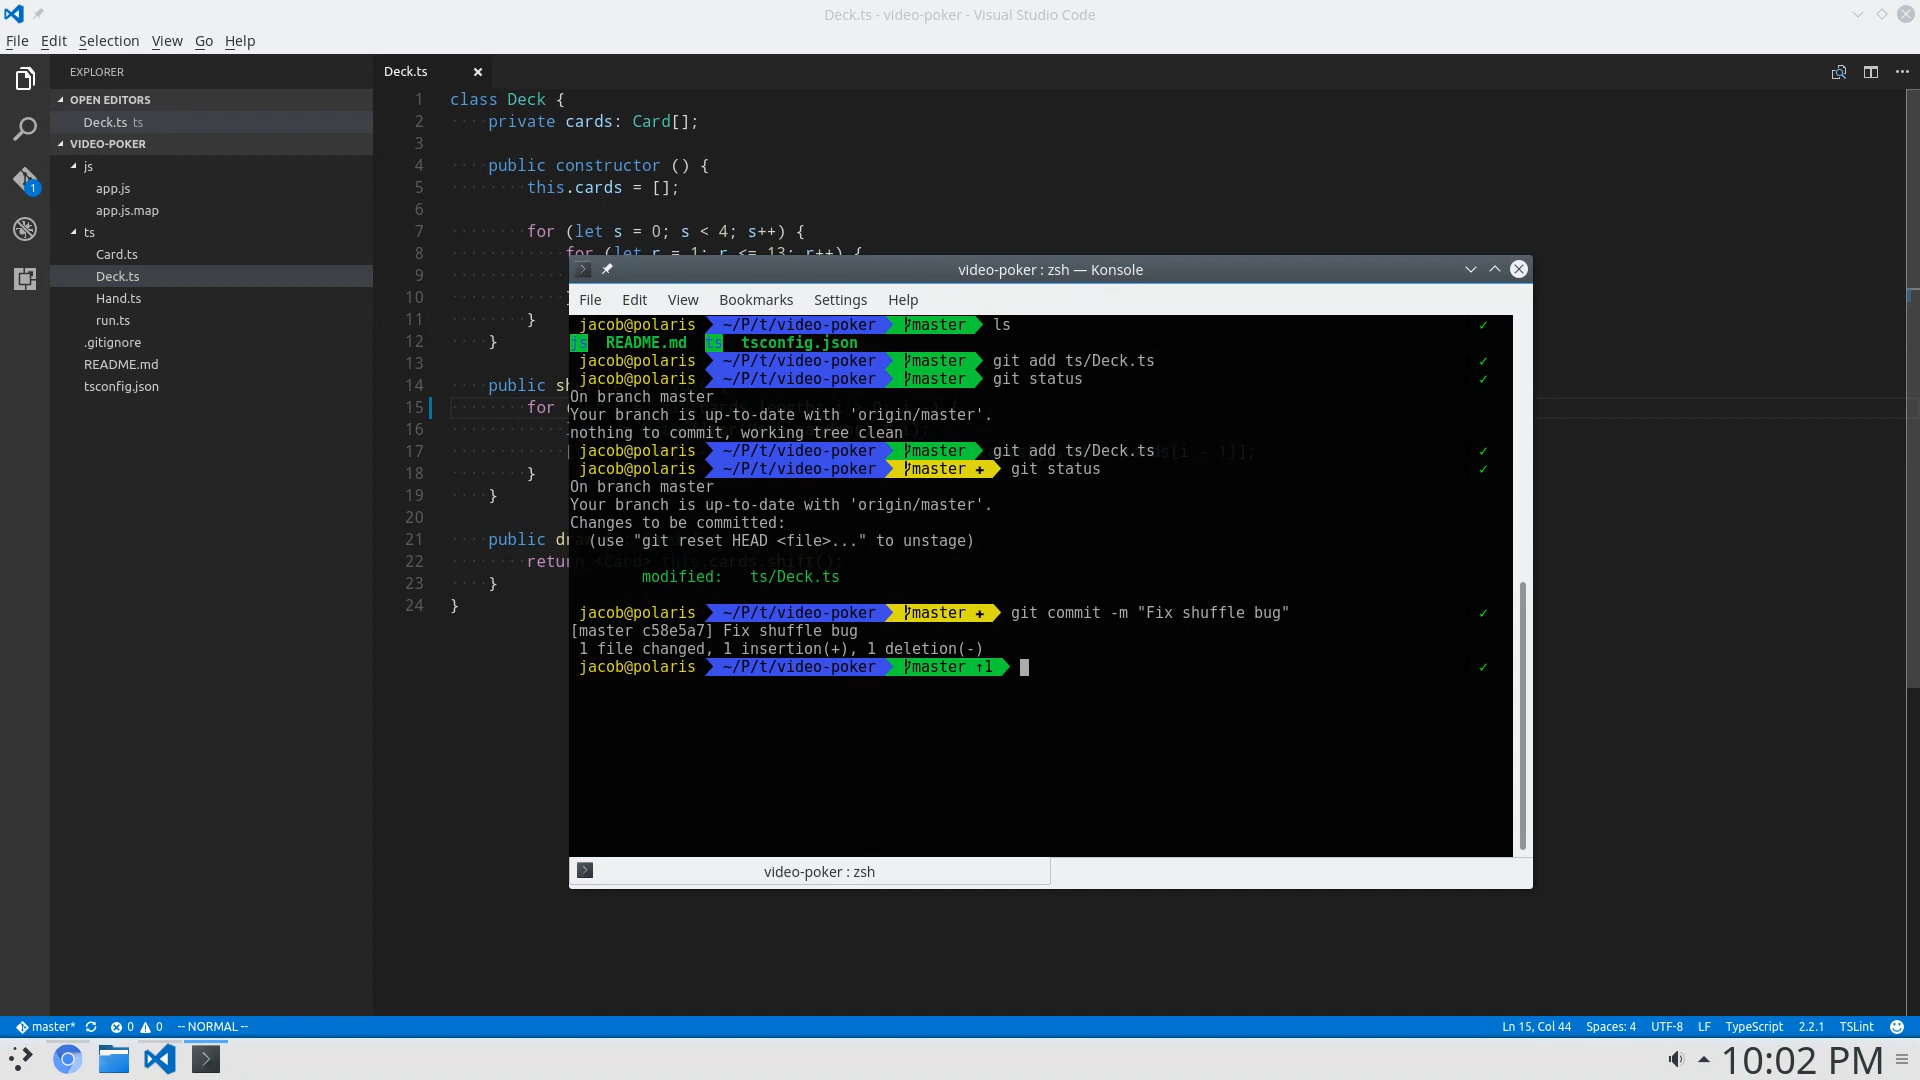 Deck.ts - video-poker - Visual Studio Code
File Edit Selection View Go Help
EXPLORER
OPEN EDITORS
Deck.ts ts
VIDEO-POKER
js
app.js
app.js.map
ts
Card.ts
Deck.ts
Hand.ts
run.ts
.gitignore
README.md
tsconfig.json
1
Deck.ts
1 class Deck {
2 private cards: Card[];
3
4 public constructor () {
5 this.cards = [];
6
7 for (let s = 0; s < 4; s++) {
8 for (let r = 1; r <= 13; r++) {
9
10
11 }
12 }
13
14 public sh
15 for (
16
17
18 }
19 }
20
21 public dr
22 return <Card> this.cards.shift();
23 }
24 }
video-poker : zsh — Konsole
File Edit View Bookmarks Settings Help
jacob@polaris ~/P/t/video-poker master ls ✓
js README.md ts tsconfig.json
jacob@polaris ~/P/t/video-poker master git add ts/Deck.ts ✓
jacob@polaris ~/P/t/video-poker master git status ✓
On branch master
Your branch is up-to-date with 'origin/master'.
nothing to commit, working tree clean
jacob@polaris ~/P/t/video-poker master git add ts/Deck.ts ✓
jacob@polaris ~/P/t/video-poker master + git status ✓
On branch master
Your branch is up-to-date with 'origin/master'.
Changes to be committed:
(use "git reset HEAD <file>..." to unstage)
modified: ts/Deck.ts
jacob@polaris ~/P/t/video-poker master + git commit -m "Fix shuffle bug" ✓
[master c58e5a7] Fix shuffle bug
1 file changed, 1 insertion(+), 1 deletion(-)
jacob@polaris ~/P/t/video-poker master ↑1 ✓
video-poker : zsh
master* 0 0 -- NORMAL -- Ln 15, Col 44 Spaces: 4 UTF-8 LF TypeScript 2.2.1 TSLint
10:02 PM